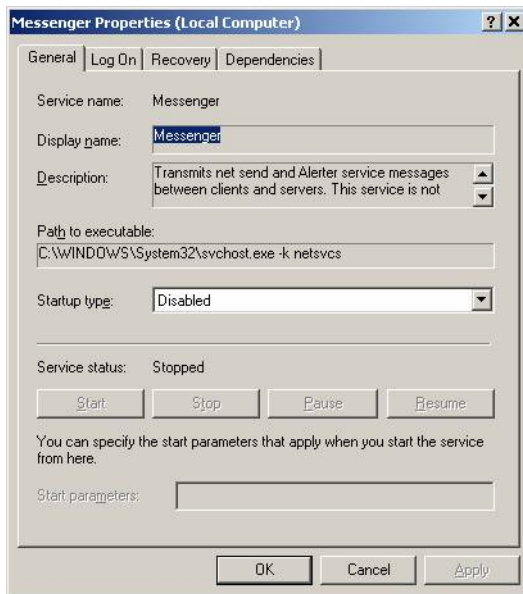 Messenger Properties (Local Computer)
General Log On Recovery Dependencies
Service name: Messenger
Display name: Messenger
Description: Transmits net send and Alerter service messages
between clients and servers. This service is not
Path to executable:
C:\WINDOWS\System32\svchost.exe -k netsvcs
Startup type: Disabled
Service status: Stopped
Start Stop Pause Resume
You can specify the start parameters that apply when you start the service
from here.
Start parameters:
OK Cancel Apply